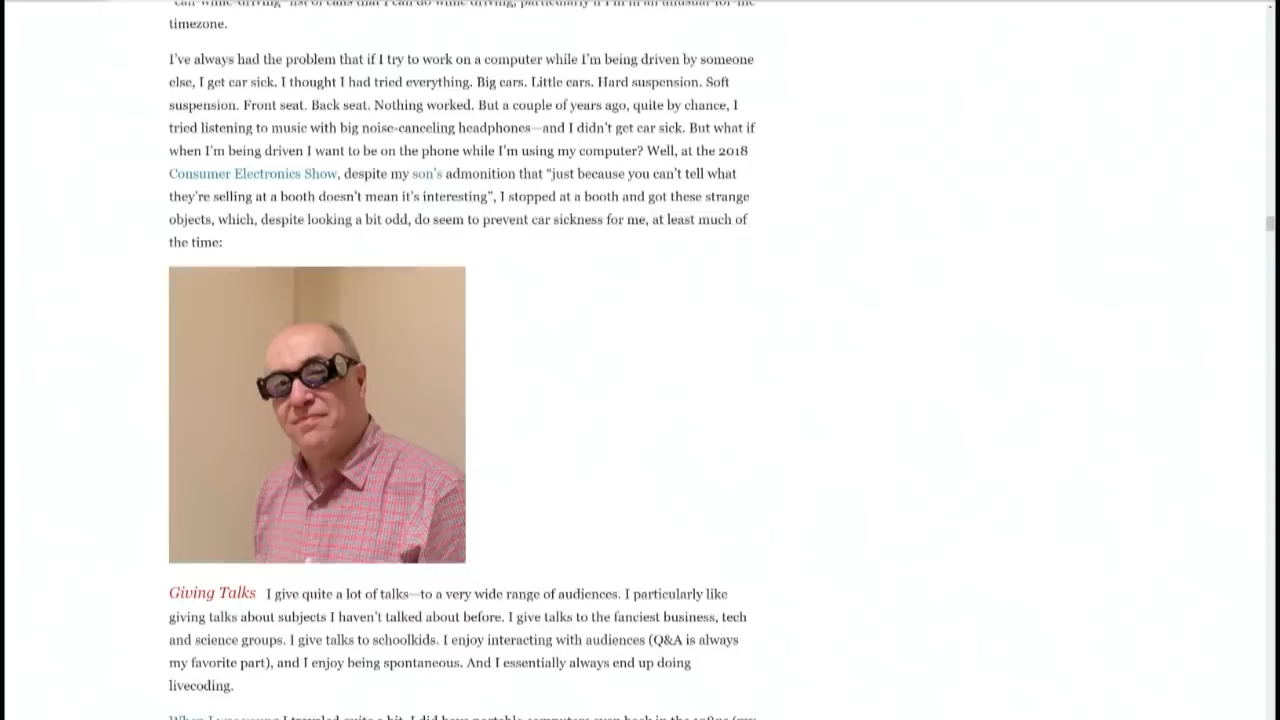 timezone.
I've always had the problem that if I try to work on a computer while I'm being driven by someone
else, I get car sick. I thought I had tried everything. Big cars. Little cars. Hard suspension. Soft
suspension. Front seat. Back seat. Nothing worked. But a couple of years ago, quite by chance, I
tried listening to music with big noise-canceling headphones—and I didn't get car sick. But what if
when I'm being driven I want to be on the phone while I'm using my computer? Well, at the 2018
Consumer Electronics Show, despite my son's admonition that “just because you can't tell what
they're selling at a booth doesn't mean it's interesting”, I stopped at a booth and got these strange
objects, which, despite looking a bit odd, do seem to prevent car sickness for me, at least much of
the time:
Giving Talks I give quite a lot of talks—to a very wide range of audiences. I particularly like
giving talks about subjects I haven't talked about before. I give talks to the fanciest business, tech
and science groups. I give talks to schoolkids. I enjoy interacting with audiences (Q&A is always
my favorite part), and I enjoy being spontaneous. And I essentially always end up doing
livecoding.